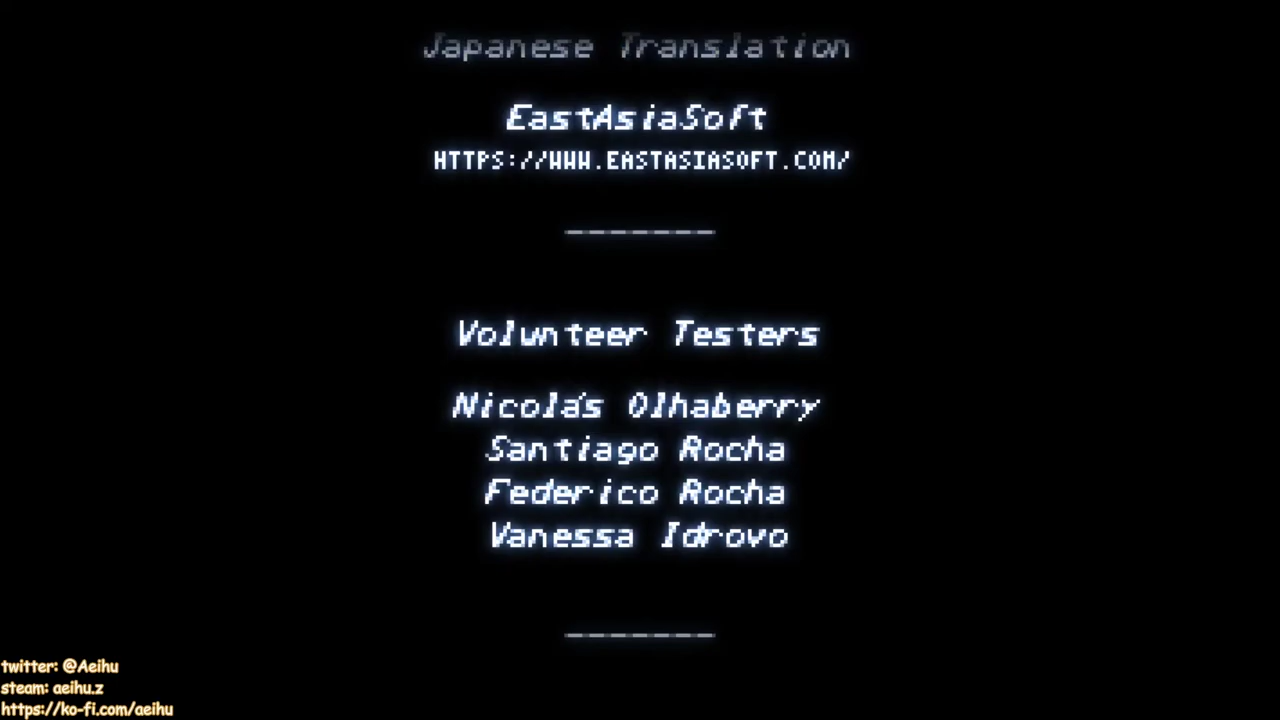 Japanese Translation
EastAsiaSoft
HTTPS://WWW.EASTASIASOFT.COM/
-------
Volunteer Testers
Nicolás Olhaberry
Santiago Rocha
Federico Rocha
Vanessa Idrovo
-------
twitter: @Aeihu
steam: aeihu.z
https://ko-fi.com/aeihu